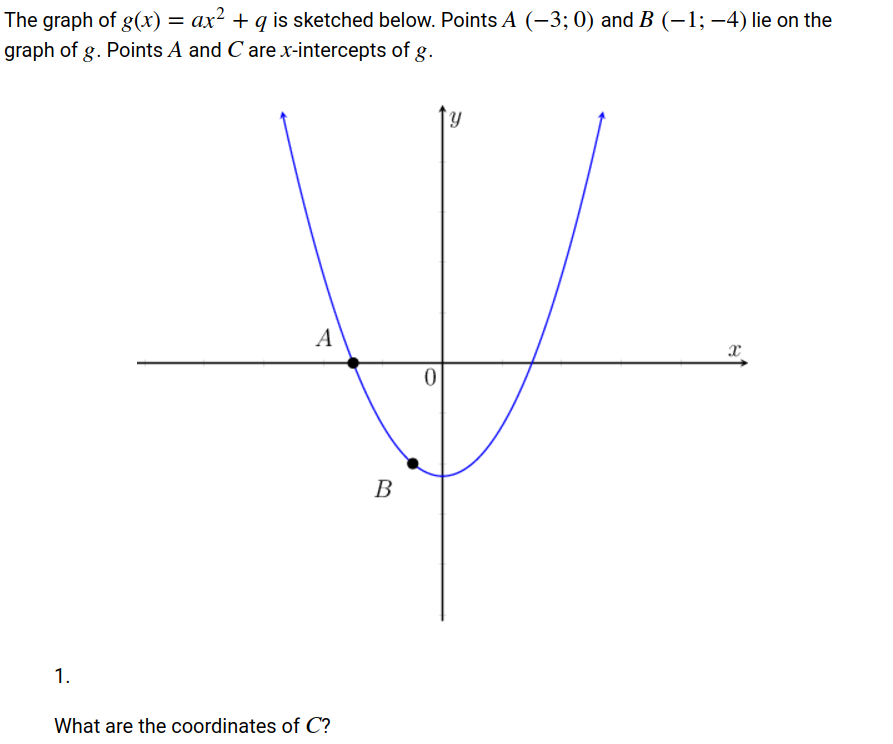 The graph of g(x) = ax² + q is sketched below. Points A (−3; 0) and B (−1; −4) lie on the
graph of g. Points A and C are x-intercepts of g.
y
A
x
0
B
1.
What are the coordinates of C?